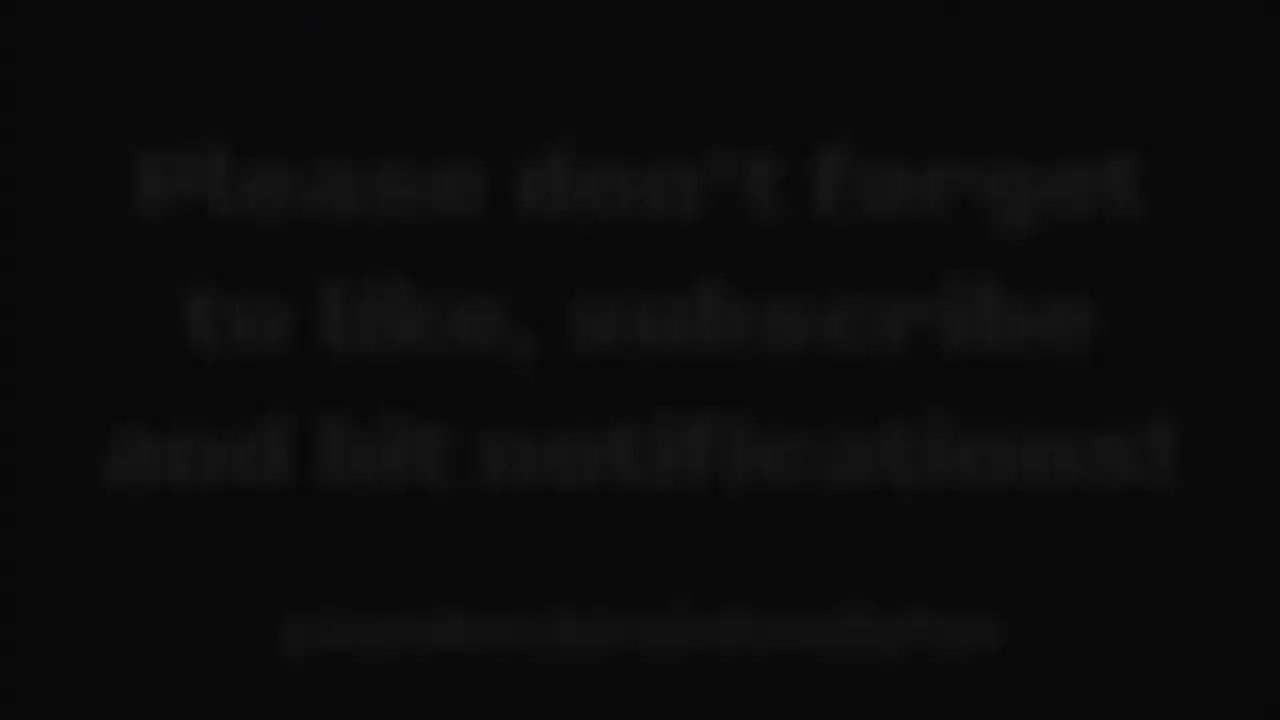 Please don't forget
to like, subscribe
and hit notifications!